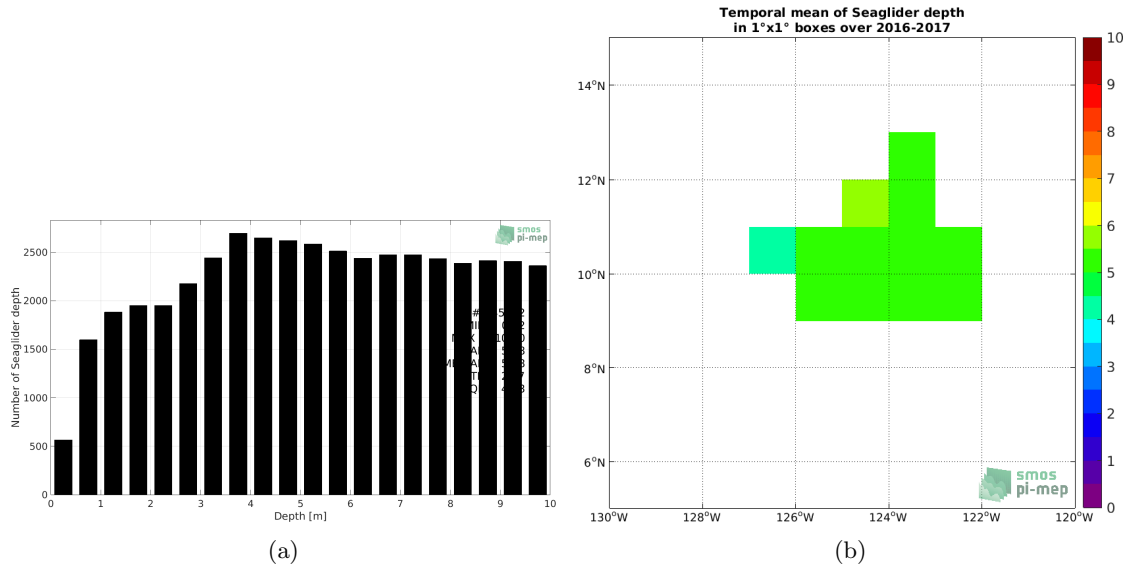 Temporal mean of Seaglider depth
in 1°x1° boxes over 2016-2017
smos
pi-mep
Number of Seaglider depth
2500
2000
1500
1000
500
0
0 1 2 3 4 5 6 7 8 9 10
Depth [m]
(a)
14°N
12°N
10°N
8°N
6°N
130°W 128°W 126°W 124°W 122°W 120°W
10
9
8
7
6
5
4
3
2
1
0
smos
pi-mep
(b)